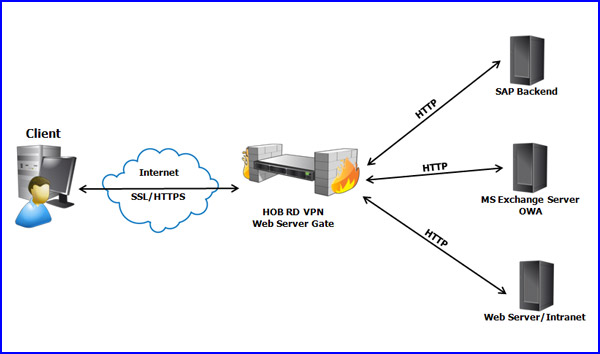 Client
Internet
SSL/HTTPS
HOB RD VPN
Web Server Gate
HTTP
SAP Backend
HTTP
MS Exchange Server
OWA
HTTP
Web Server/Intranet